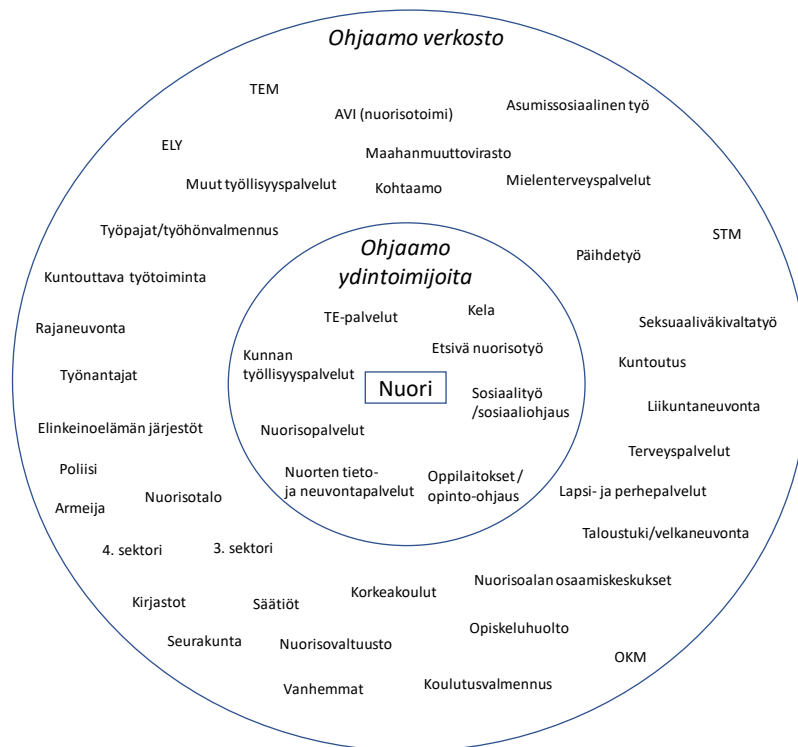 Ohjaamo verkosto
TEM
AVI (nuorisotoimi)
Asumissosiaalinen työ
ELY
Maahanmuuttovirasto
Muut työllisyyspalvelut
Kohtaamo
Mielenterveyspalvelut
Työpajat/työhönvalmennus
STM
Päihdetyö
Kuntouttava työtoiminta
Rajaneuvonta
Seksuaaliväkivaltatyö
Työnantajat
Kuntoutus
Liikuntaneuvonta
Elinkeinoelämän järjestöt
Terveyspalvelut
Poliisi
Nuorisotalo
Armeija
Lapsi- ja perhepalvelut
Taloustuki/velkaneuvonta
4. sektori
3. sektori
Nuorisoalan osaamiskeskukset
Korkeakoulut
Kirjastot
Säätiöt
Opiskeluhuolto
Seurakunta
Nuorisovaltuusto
OKM
Vanhemmat
Koulutusvalmennus
Ohjaamo
ydintoimijoita
TE-palvelut
Kela
Etsivä nuorisotyö
Kunnan
työllisyyspalvelut
Nuori
Sosiaalityö
/sosiaaliohjaus
Nuorisopalvelut
Nuorten tieto-
ja neuvontapalvelut
Oppilaitokset/
opinto-ohjaus